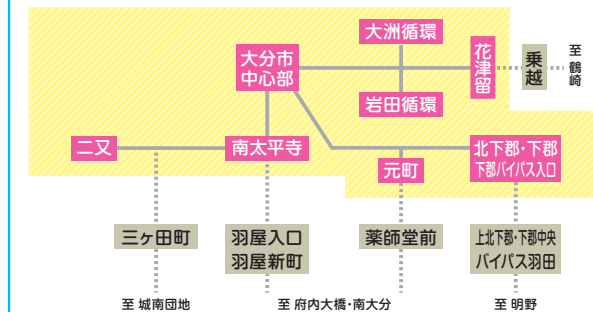 大洲循環
大分市
中心部
花津留
乗越
至 鶴崎
岩田循環
二又
南太平寺
元町
北下郡・下郡
下郡バイパス入口
三ヶ田町
羽屋入口
羽屋新町
薬師堂前
上北下郡・下郡中央
バイパス羽田
至 城南団地
至 府内大橋・南大分
至 明野